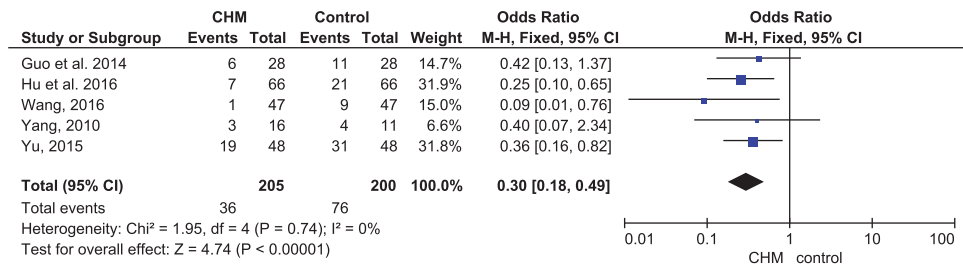 CHM Control Odds Ratio Odds Ratio
Study or Subgroup Events Total Events Total Weight M-H, Fixed, 95% CI M-H, Fixed, 95% CI
Guo et al. 2014 6 28 11 28 14.7% 0.42 [0.13, 1.37]
Hu et al. 2016 7 66 21 66 31.9% 0.25 [0.10, 0.65]
Wang, 2016 1 47 9 47 15.0% 0.09 [0.01, 0.76]
Yang, 2010 3 16 4 11 6.6% 0.40 [0.07, 2.34]
Yu, 2015 19 48 31 48 31.8% 0.36 [0.16, 0.82]
Total (95% CI) 205 200 100.0% 0.30 [0.18, 0.49]
Total events 36 76
Heterogeneity: Chi² = 1.95, df = 4 (P = 0.74); I² = 0%
Test for overall effect: Z = 4.74 (P < 0.00001)
0.01 0.1 1 10 100
CHM control